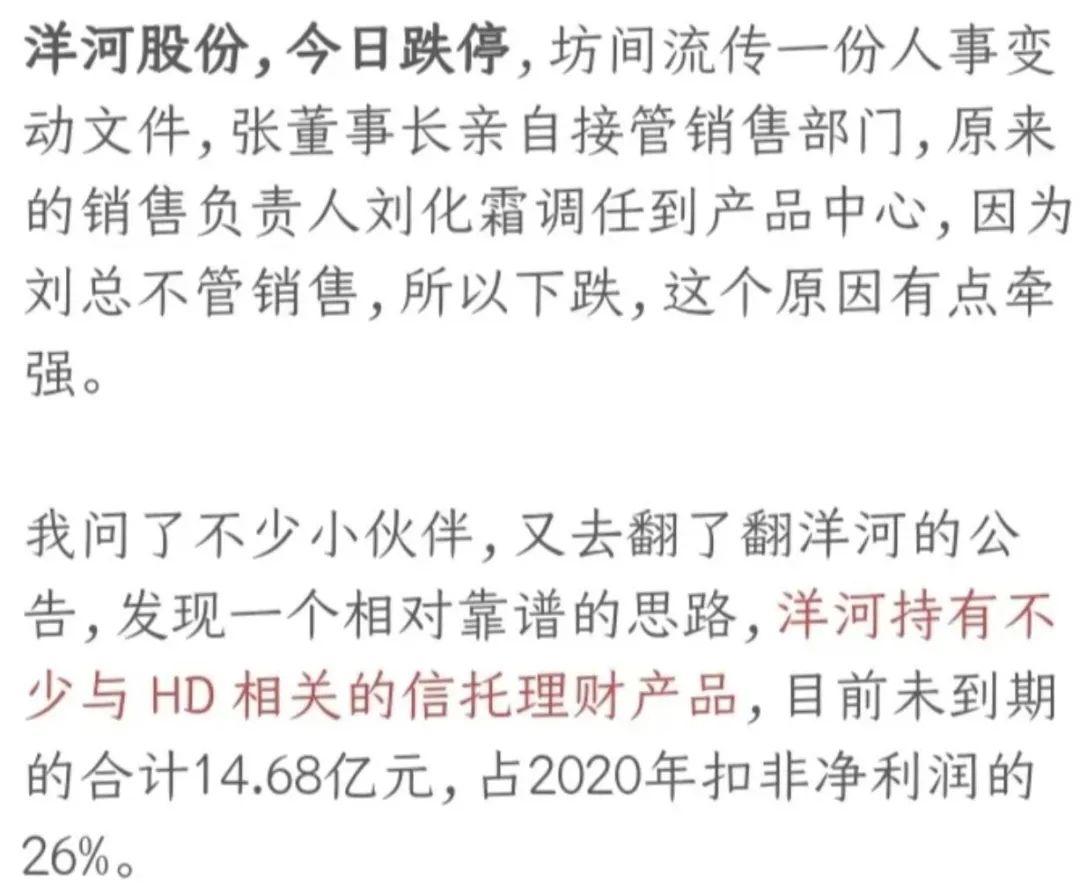 洋河股份,今日跌停,坊间流传一份人事变
动文件,张董事长亲自接管销售部门,原来
的销售负责人刘化霜调任到产品中心,因为
刘总不管销售,所以下跌,这个原因有点牵
强。
我问了不少小伙伴,又去翻了翻洋河的公
告,发现一个相对靠谱的思路,洋河持有不
少与 HD 相关的信托理财产品,目前未到期
的合计14.68亿元,占2020年扣非净利润的
26%。